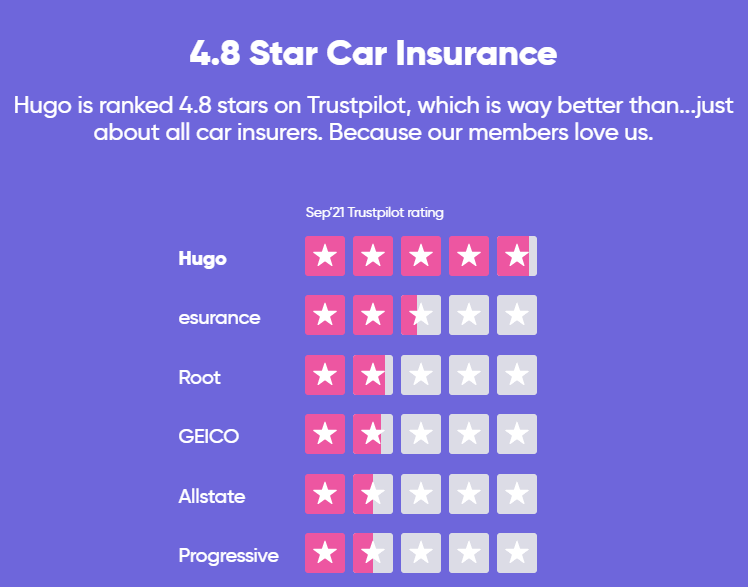 4.8 Star Car Insurance
Hugo is ranked 4.8 stars on Trustpilot, which is way better than...just
about all car insurers. Because our members love us.
Sep'21 Trustpilot rating
Hugo
esurance
Root
GEICO
Allstate
Progressive